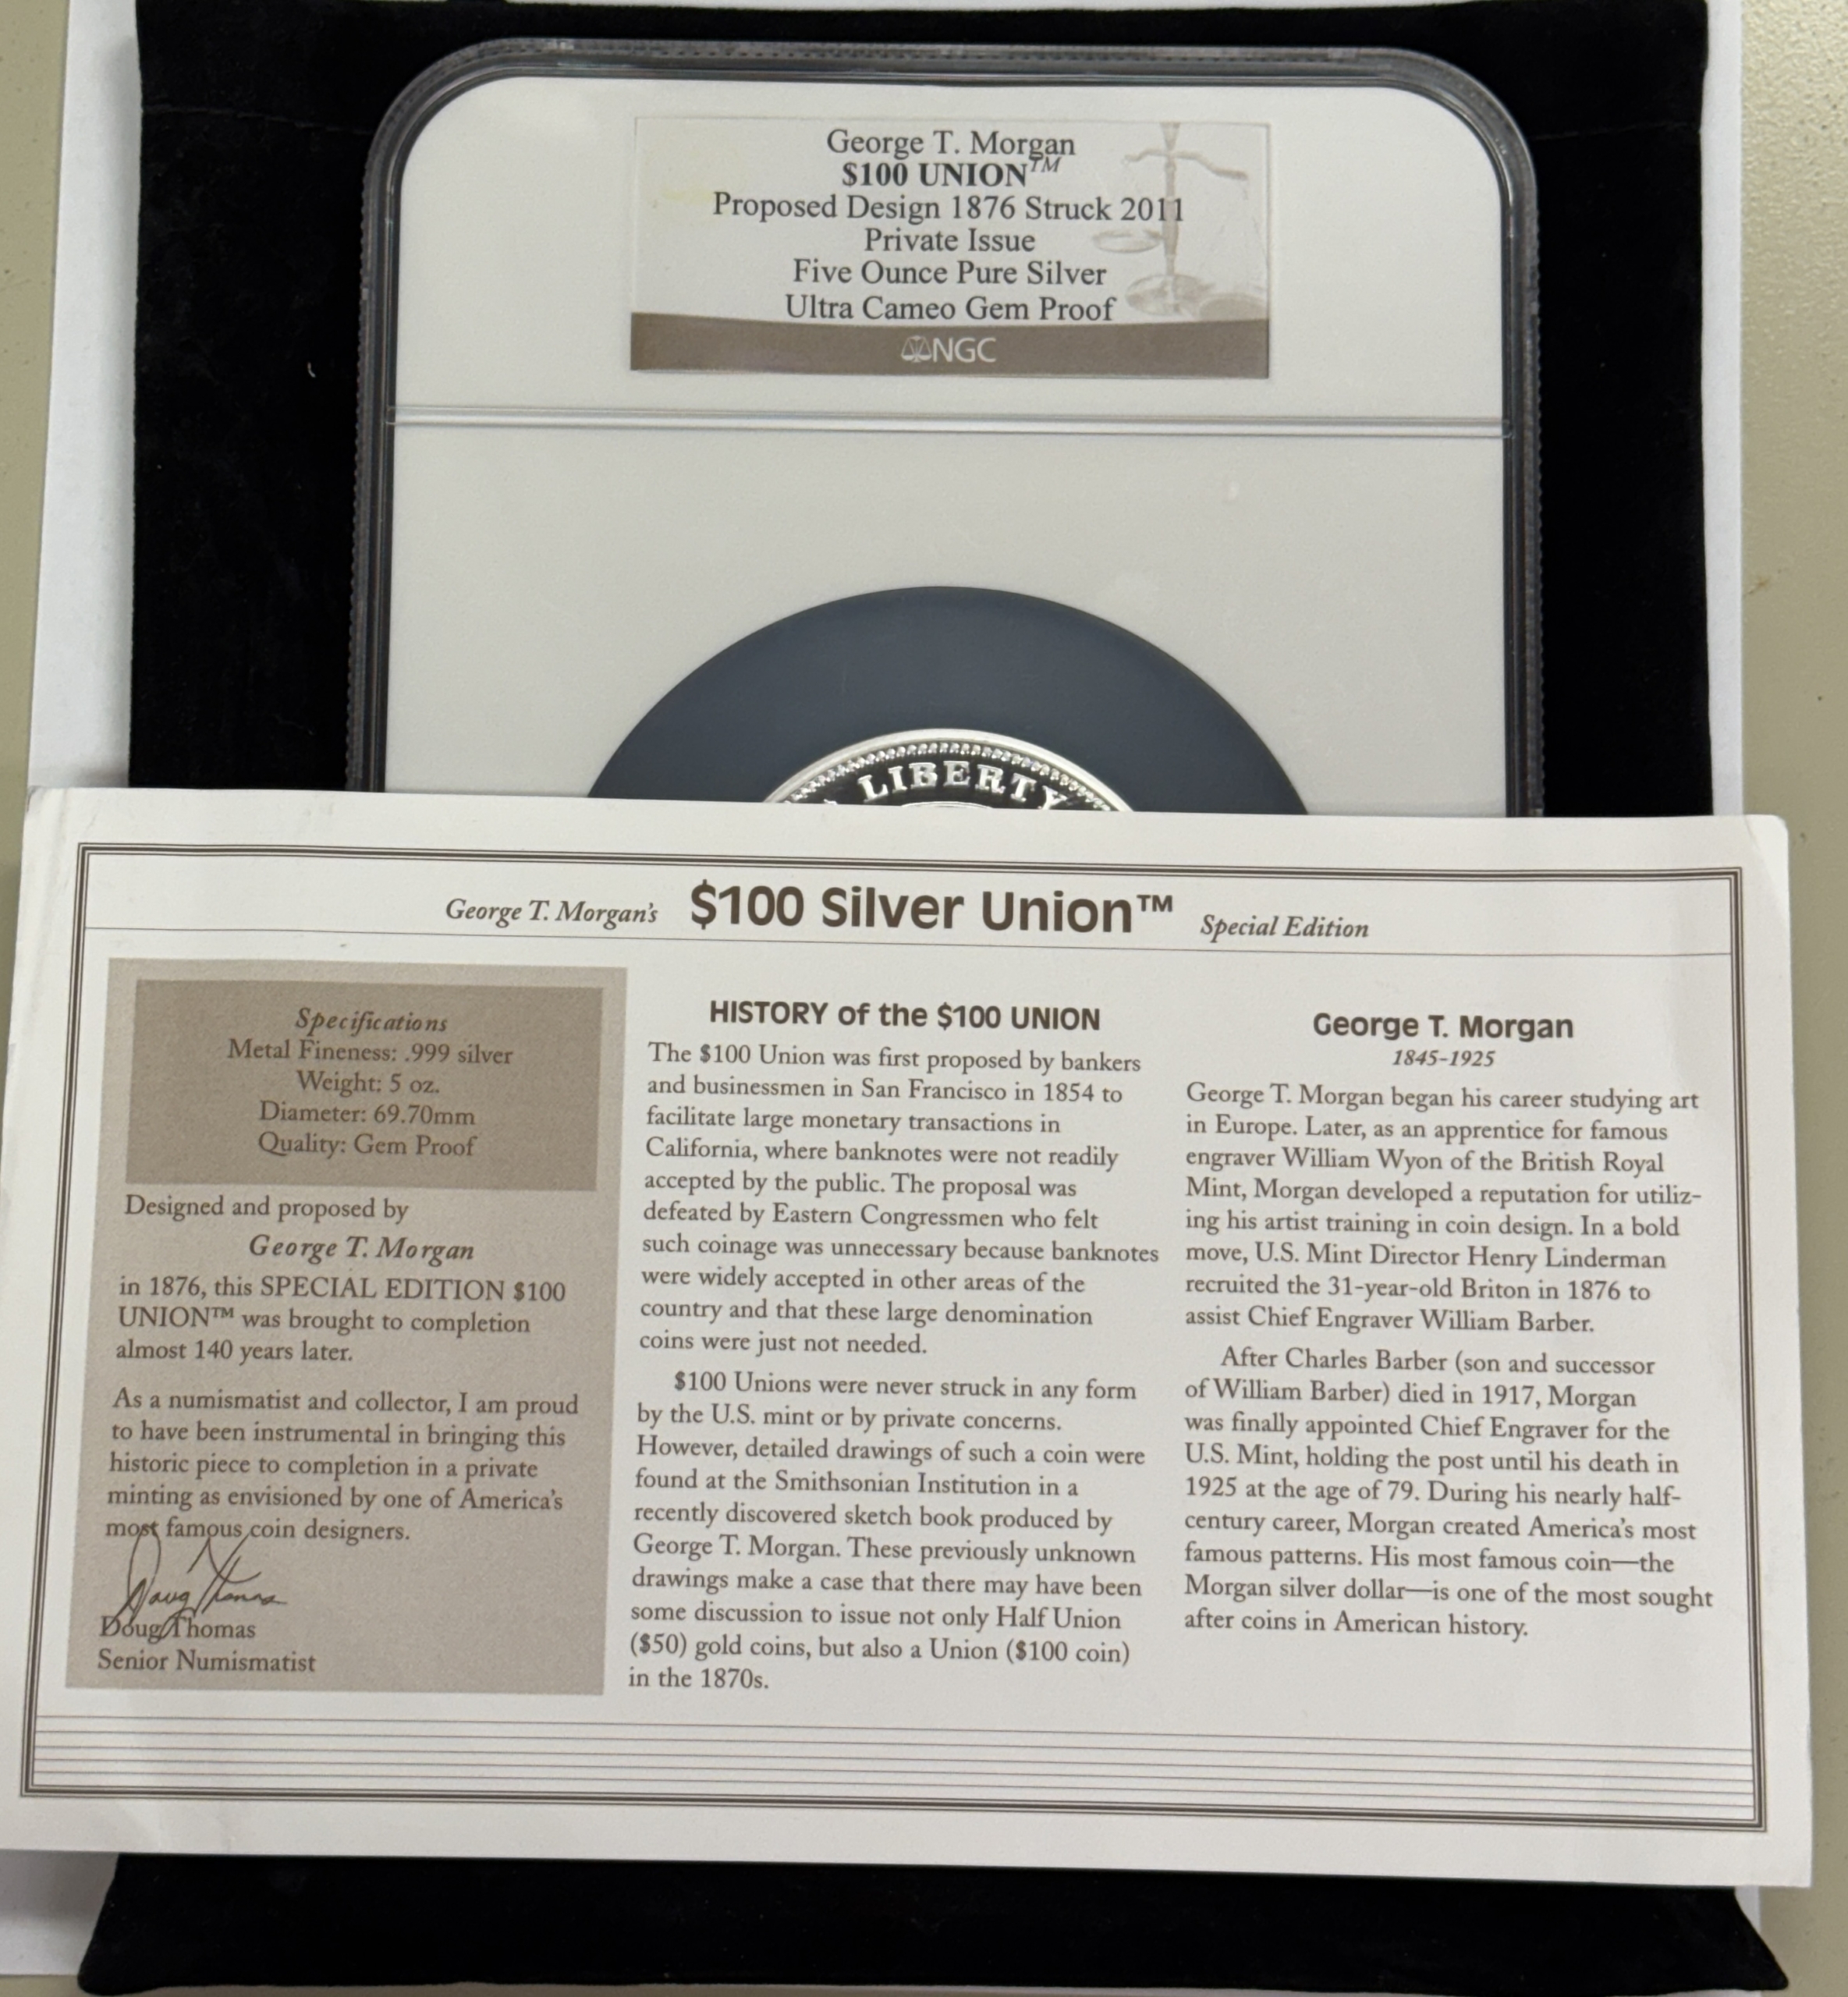 George T. Morgan
$100 UNION™
Proposed Design 1876 Struck 2011
Private Issue
Five Ounce Pure Silver
Ultra Cameo Gem Proof
NGC
LIBERTY
George T. Morgan's $100 Silver Union™ Special Edition
Specifications
Metal Fineness: .999 silver
Weight: 5 oz.
Diameter: 69.70mm
Quality: Gem Proof
Designed and proposed by
George T. Morgan
in 1876, this SPECIAL EDITION $100
UNION™ was brought to completion
almost 140 years later.
As a numismatist and collector, I am proud
to have been instrumental in bringing this
historic piece to completion in a private
minting as envisioned by one of America's
most famous coin designers.
Doug Thomas
Doug Thomas
Senior Numismatist
HISTORY of the $100 UNION
The $100 Union was first proposed by bankers
and businessmen in San Francisco in 1854 to
facilitate large monetary transactions in
California, where banknotes were not readily
accepted by the public. The proposal was
defeated by Eastern Congressmen who felt
such coinage was unnecessary because banknotes
were widely accepted in other areas of the
country and that these large denomination
coins were just not needed.
$100 Unions were never struck in any form
by the U.S. mint or by private concerns.
However, detailed drawings of such a coin were
found at the Smithsonian Institution in a
recently discovered sketch book produced by
George T. Morgan. These previously unknown
drawings make a case that there may have been
some discussion to issue not only Half Union
($50) gold coins, but also a Union ($100 coin)
in the 1870s.
George T. Morgan
1845-1925
George T. Morgan began his career studying art
in Europe. Later, as an apprentice for famous
engraver William Wyon of the British Royal
Mint, Morgan developed a reputation for utiliz-
ing his artist training in coin design. In a bold
move, U.S. Mint Director Henry Linderman
recruited the 31-year-old Briton in 1876 to
assist Chief Engraver William Barber.
After Charles Barber (son and successor
of William Barber) died in 1917, Morgan
was finally appointed Chief Engraver for the
U.S. Mint, holding the post until his death in
1925 at the age of 79. During his nearly half-
century career, Morgan created America's most
famous patterns. His most famous coin—the
Morgan silver dollar—is one of the most sought
after coins in American history.